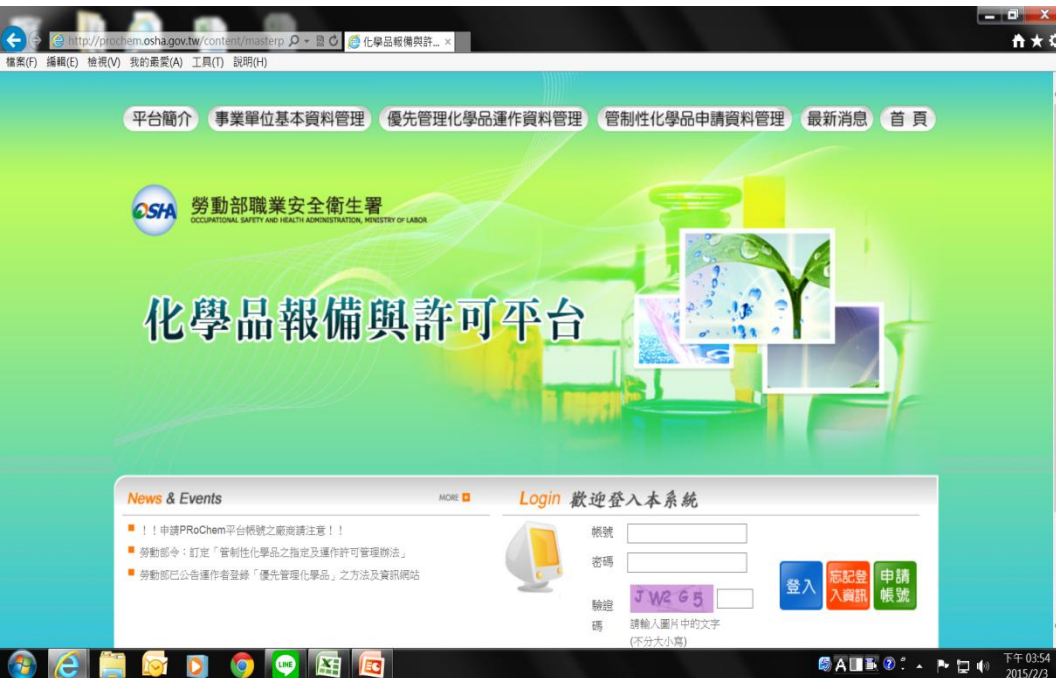 http://prochem.osha.gov.tw/content/masterp
化學品報備與許...
檔案(F) 編輯(E) 檢視(V) 我的最愛(A) 工具(T) 說明(H)
平台簡介 事業單位基本資料管理 優先管理化學品運作資料管理 管制性化學品申請資料管理 最新消息 首 頁
OSHA 勞動部職業安全衛生署
OCCUPATIONAL SAFETY AND HEALTH ADMINISTRATION, MINISTRY OF LABOR
化學品報備與許可平台
News & Events MORE
！！申請PRoChem平台帳號之廠商請注意！！
勞動部令：訂定「管制性化學品之指定及運作許可管理辦法」
勞動部已公告運作者登錄「優先管理化學品」之方法及資訊網站
Login 歡迎登入本系統
帳號
密碼
驗證
碼
JW2G5
請輸入圖片中的文字
(不分大小寫)
登入
忘記登
入資訊
申請
帳號
LINE
A
下午 03:54
2015/2/3